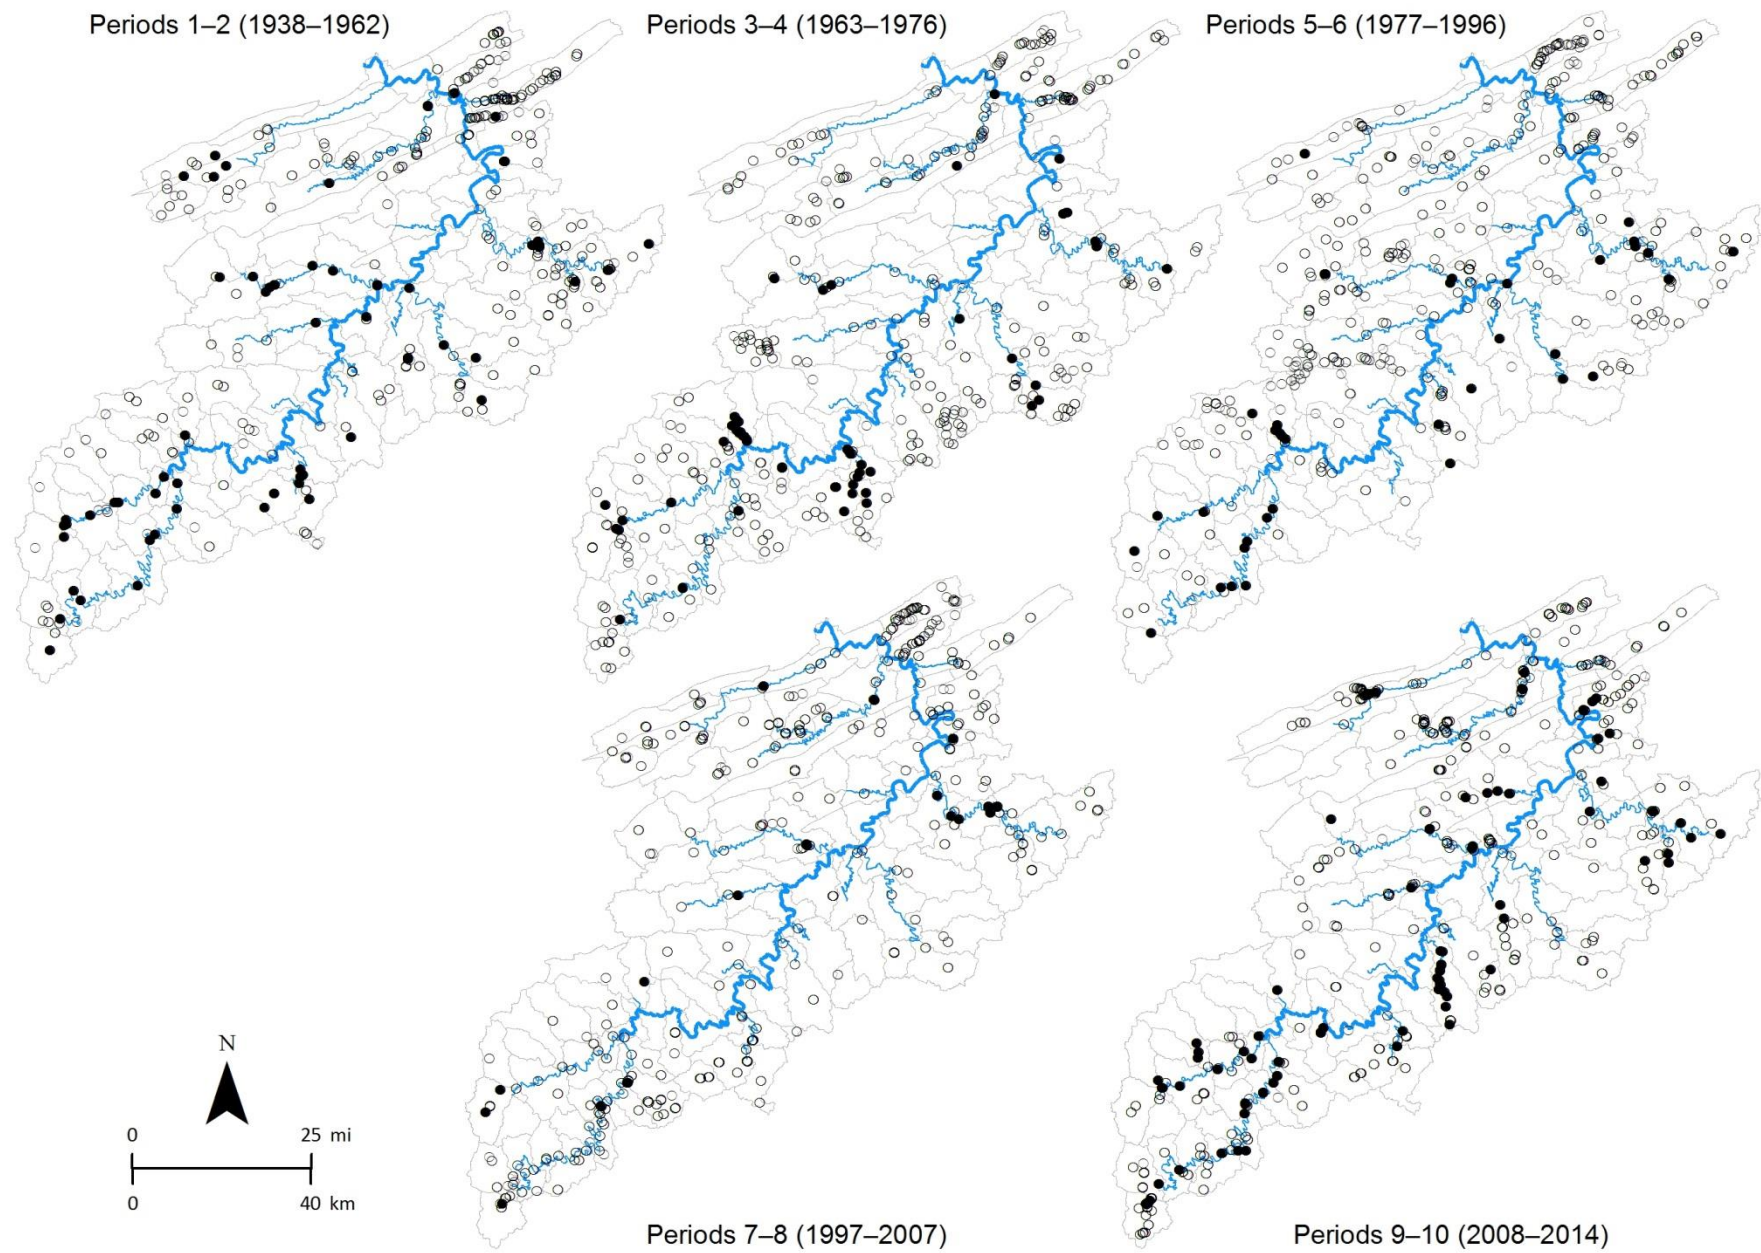 Periods 1–2 (1938–1962)
Periods 3–4 (1963–1976)
Periods 5–6 (1977–1996)
N
0 25 mi
0 40 km
Periods 7–8 (1997–2007)
Periods 9–10 (2008–2014)